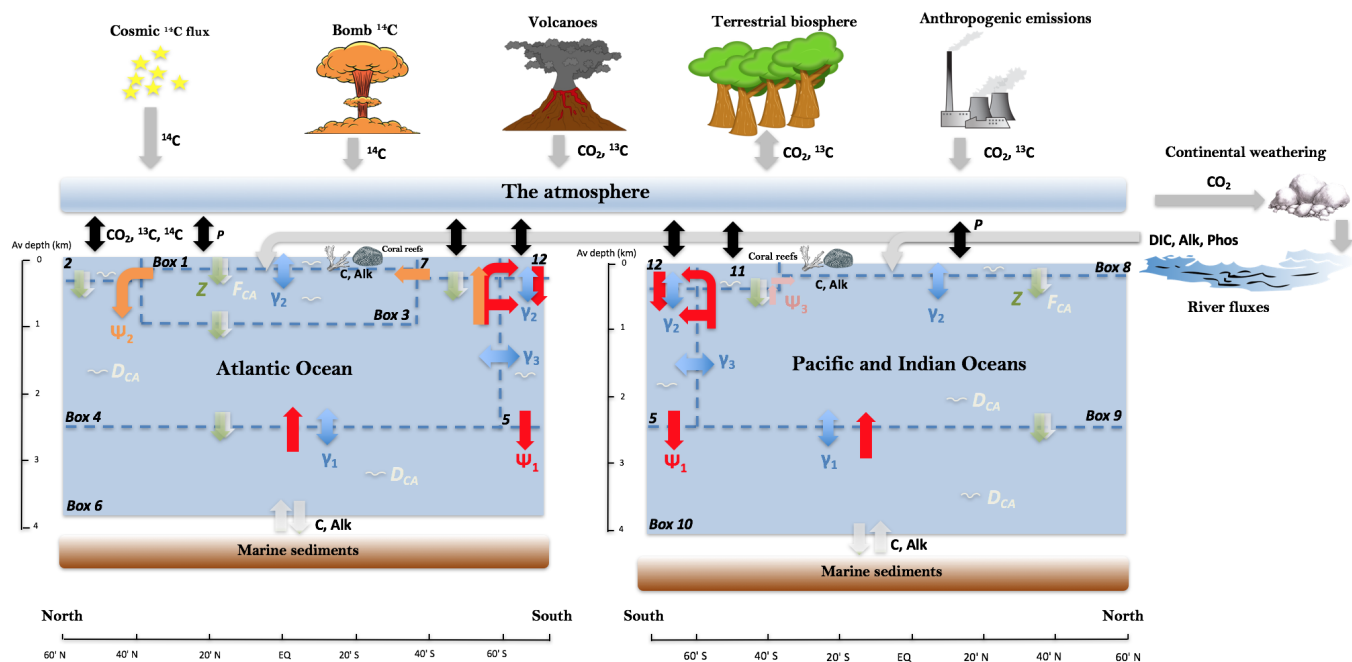 Cosmic ¹⁴C flux
Bomb ¹⁴C
Volcanoes
Terrestrial biosphere
Anthropogenic emissions
¹⁴C
¹⁴C
CO₂, ¹³C
CO₂, ¹³C
CO₂, ¹³C
Continental weathering
CO₂
The atmosphere
CO₂, ¹³C, ¹⁴C
P
P
DIC, Alk, Phos
River fluxes
Av depth (km)
0
1
2
3
4
2
Box 1
Z
F_CA
γ₂
Coral reefs
C, Alk
7
12
γ₂
Ψ₂
Box 3
D_CA
Atlantic Ocean
γ₃
Box 4
5
γ₁
Ψ₁
D_CA
Box 6
C, Alk
Marine sediments
Av depth (km)
0
1
2
3
4
12
11
Coral reefs
C, Alk
Box 8
γ₂
Ψ₃
γ₂
Z
F_CA
γ₃
Pacific and Indian Oceans
D_CA
5
Box 9
Ψ₁
γ₁
D_CA
Box 10
C, Alk
Marine sediments
North
South
60' N
40' N
20' N
EQ
20' S
40' S
60' S
South
North
60' S
40' S
20' S
EQ
20' N
40' N
60' N